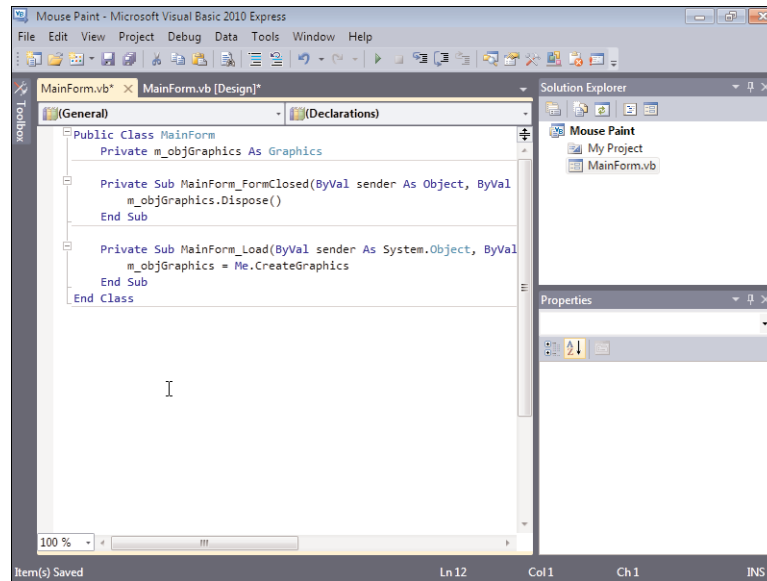 Mouse Paint - Microsoft Visual Basic 2010 Express
File Edit View Project Debug Data Tools Window Help
MainForm.vb* MainForm.vb [Design]*
(General) (Declarations)
Toolbox
Public Class MainForm
Private m_objGraphics As Graphics
Private Sub MainForm_FormClosed(ByVal sender As Object, ByVal
m_objGraphics.Dispose()
End Sub
Private Sub MainForm_Load(ByVal sender As System.Object, ByVal
m_objGraphics = Me.CreateGraphics
End Sub
End Class
100 %
Solution Explorer
Mouse Paint
My Project
MainForm.vb
Properties
Item(s) Saved Ln 12 Col 1 Ch 1 INS